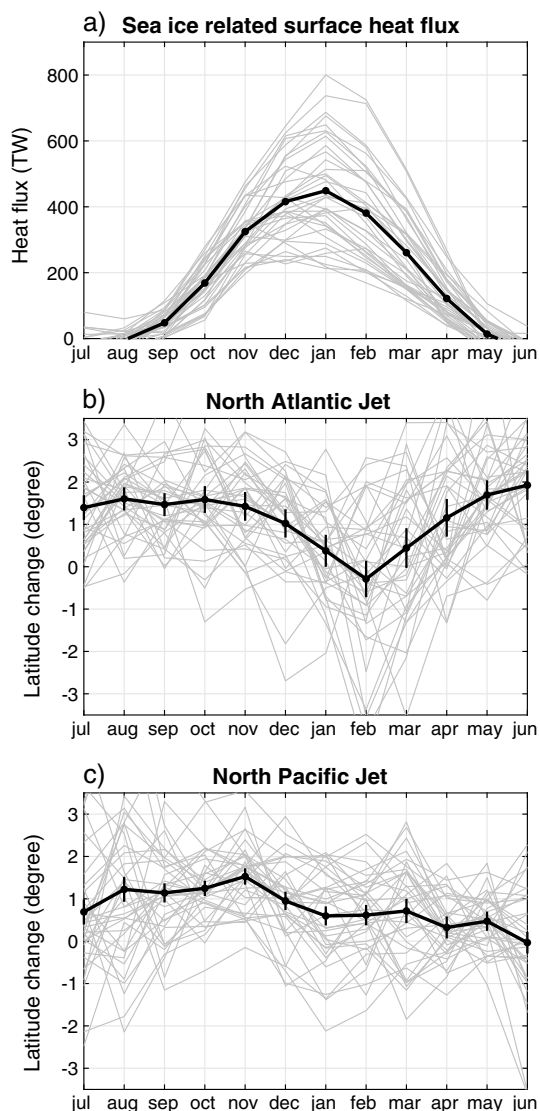 a) Sea ice related surface heat flux
800
600
400
200
0
Heat flux (TW)
jul aug sep oct nov dec jan feb mar apr may jun
b) North Atlantic Jet
3
2
1
0
-1
-2
-3
Latitude change (degree)
jul aug sep oct nov dec jan feb mar apr may jun
c) North Pacific Jet
3
2
1
0
-1
-2
-3
Latitude change (degree)
jul aug sep oct nov dec jan feb mar apr may jun